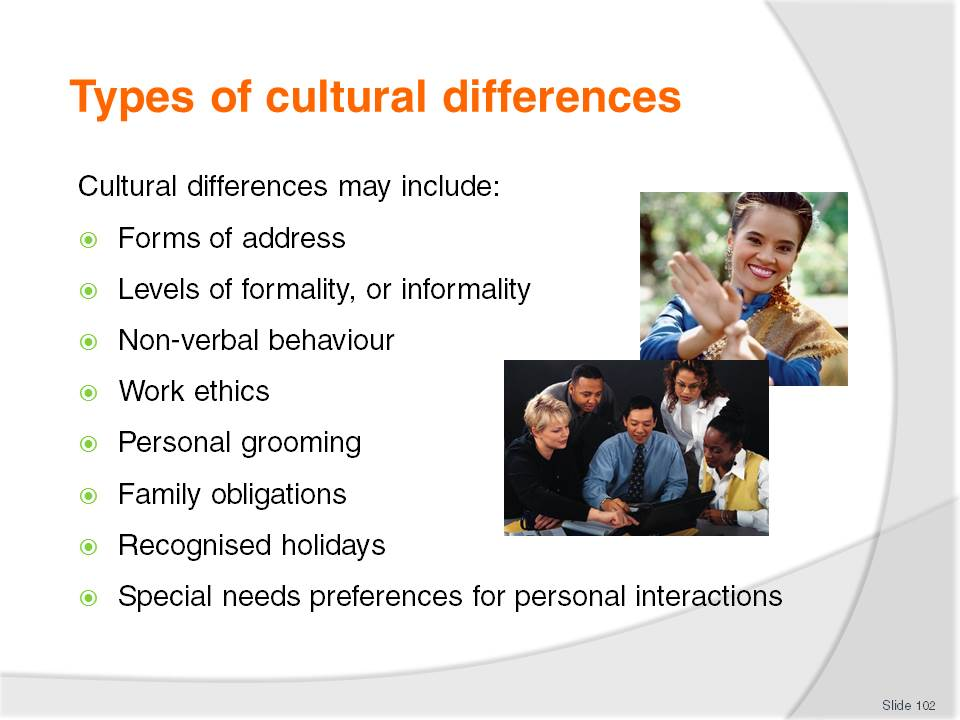 Types of cultural differences
Cultural differences may include:
Forms of address
Levels of formality, or informality
Non-verbal behaviour
Work ethics
Personal grooming
Family obligations
Recognised holidays
Special needs preferences for personal interactions
Slide 102